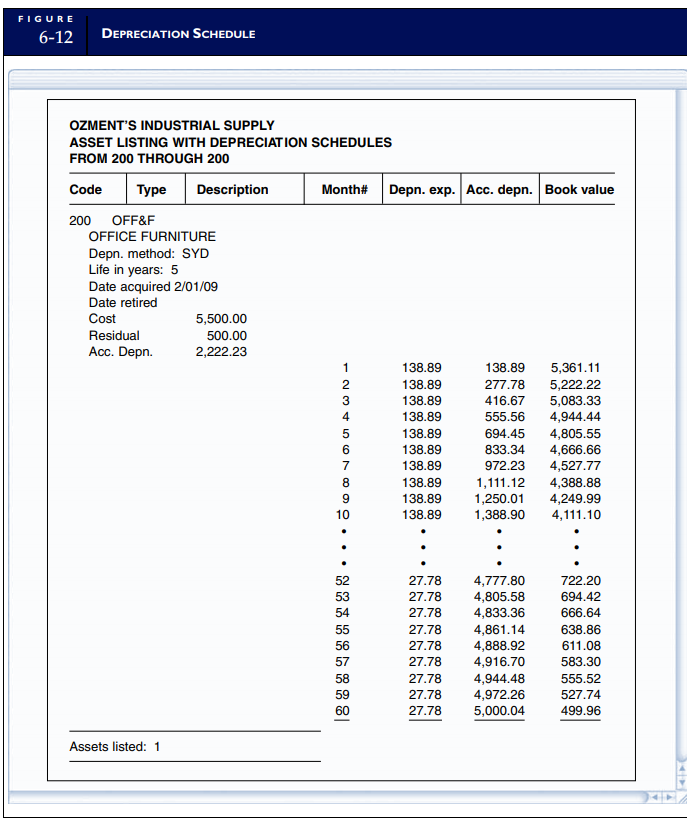 FIGURE
6-12 DEPRECIATION SCHEDULE
OZMENT'S INDUSTRIAL SUPPLY
ASSET LISTING WITH DEPRECIATION SCHEDULES
FROM 200 THROUGH 200
Code Type Description Month# Depn. exp. Acc. depn. Book value
200 OFF&F
OFFICE FURNITURE
Depn. method: SYD
Life in years: 5
Date acquired 2/01/09
Date retired
Cost 5,500.00
Residual 500.00
Acc. Depn. 2,222.23
1 138.89 138.89 5,361.11
2 138.89 277.78 5,222.22
3 138.89 416.67 5,083.33
4 138.89 555.56 4,944.44
5 138.89 694.45 4,805.55
6 138.89 833.34 4,666.66
7 138.89 972.23 4,527.77
8 138.89 1,111.12 4,388.88
9 138.89 1,250.01 4,249.99
10 138.89 1,388.90 4,111.10
• • • •
• • • •
• • • •
52 27.78 4,777.80 722.20
53 27.78 4,805.58 694.42
54 27.78 4,833.36 666.64
55 27.78 4,861.14 638.86
56 27.78 4,888.92 611.08
57 27.78 4,916.70 583.30
58 27.78 4,944.48 555.52
59 27.78 4,972.26 527.74
60 27.78 5,000.04 499.96
Assets listed: 1